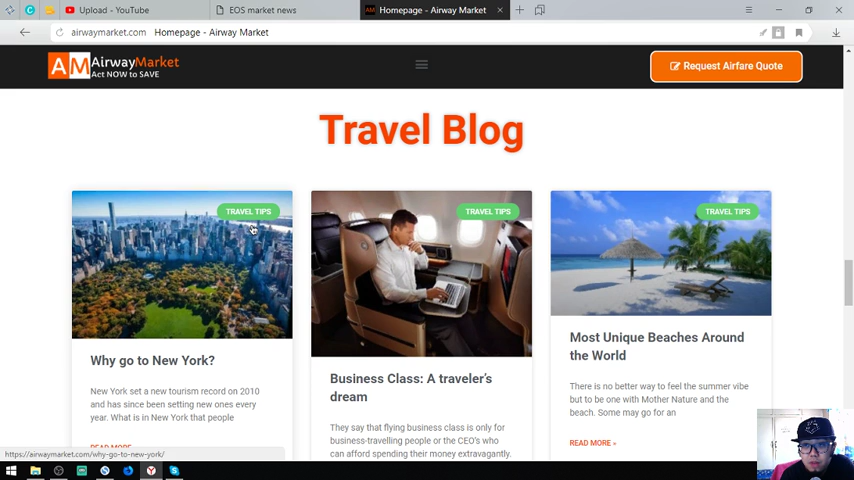 Upload - YouTube
EOS market news
AM Homepage - Airway Market
airwaymarket.com Homepage - Airway Market
AM AirwayMarket
Act NOW to SAVE
Request Airfare Quote
Travel Blog
TRAVEL TIPS
TRAVEL TIPS
TRAVEL TIPS
Why go to New York?
New York set a new tourism record on 2010
and has since been setting new ones every
year. What is in New York that people
READ MORE
Business Class: A traveler's
dream
They say that flying business class is only for
business-travelling people or the CEO's who
can afford spending their money extravagantly.
Most Unique Beaches Around
the World
There is no better way to feel the summer vibe
but to be one with Mother Nature and the
beach. Some may go for an
READ MORE »
https://airwaymarket.com/why-go-to-new-york/